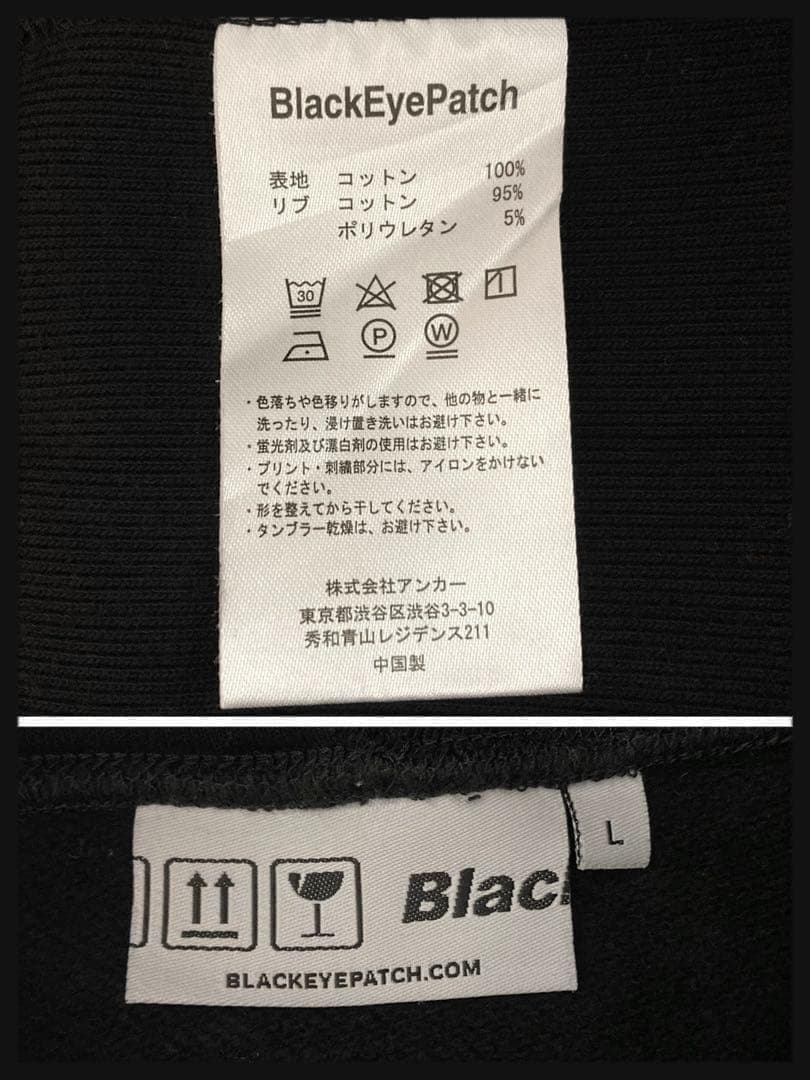 BlackEyePatch
表地 コットン 100%
リブ コットン 95%
ポリウレタン 5%
30
P W
・色落ちや色移りがしますので、他の物と一緒に
洗ったり、浸け置き洗いはお避け下さい。
・蛍光剤及び漂白剤の使用はお避け下さい。
・プリント・刺繍部分には、アイロンをかけない
でください。
・形を整えてから干してください。
・タンブラー乾燥は、お避け下さい。
株式会社アンカー
東京都渋谷区渋谷3-3-10
秀和青山レジデンス211
中国製
L
Blac
BLACKEYEPATCH.COM